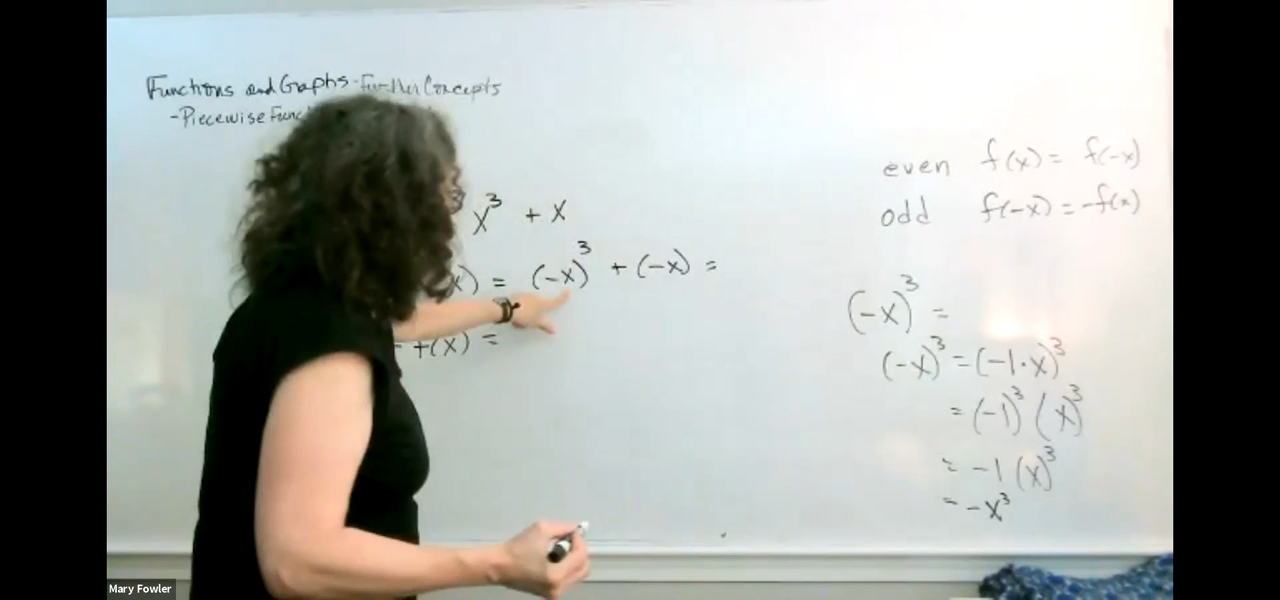 Functions and Graphs - Further Concepts
- Piecewise Func
x³ + x
x) = (-x)³ + (-x) =
- f(x) =
even f(x) = f(-x)
odd f(-x) = -f(x)
(-x)³ =
(-x)³ = (-1·x)³
= (-1)³ (x)³
= -1 (x)³
= -x³
Mary Fowler